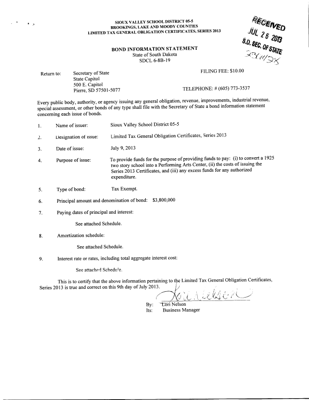 SIOUX VALLEY SCHOOL DISTRICT 05-5
BROOKINGS, LAKE AND MOODY COUNTIES
LIMITED TAX GENERAL OBLIGATION CERTIFICATES, SERIES 2013
RECEIVED
JUL 26 2013
S.D. SEC. OF STATE
BOND INFORMATION STATEMENT
State of South Dakota
SDCL 6-8B-19
Return to: Secretary of State FILING FEE: $10.00
State Capitol
500 E. Capitol
Pierre, SD 57501-5077 TELEPHONE: # (605) 773-3537
Every public body, authority, or agency issuing any general obligation, revenue, improvements, industrial revenue,
special assessment, or other bonds of any type shall file with the Secretary of State a bond information statement
concerning each issue of bonds.
1. Name of issuer: Sioux Valley School District 05-5
2. Designation of issue: Limited Tax General Obligation Certificates, Series 2013
3. Date of issue: July 9, 2013
4. Purpose of issue: To provide funds for the purpose of providing funds to pay: (i) to convert a 1925
two story school into a Performing Arts Center, (ii) the costs of issuing the
Series 2013 Certificates, and (iii) any excess funds for any authorized
expenditure.
5. Type of bond: Tax Exempt.
6. Principal amount and denomination of bond: $3,800,000
7. Paying dates of principal and interest:
See attached Schedule.
8. Amortization schedule:
See attached Schedule.
9. Interest rate or rates, including total aggregate interest cost:
See attached Schedule.
This is to certify that the above information pertaining to the Limited Tax General Obligation Certificates,
Series 2013 is true and correct on this 9th day of July 2013.
By: Lori Nelson
Its: Business Manager